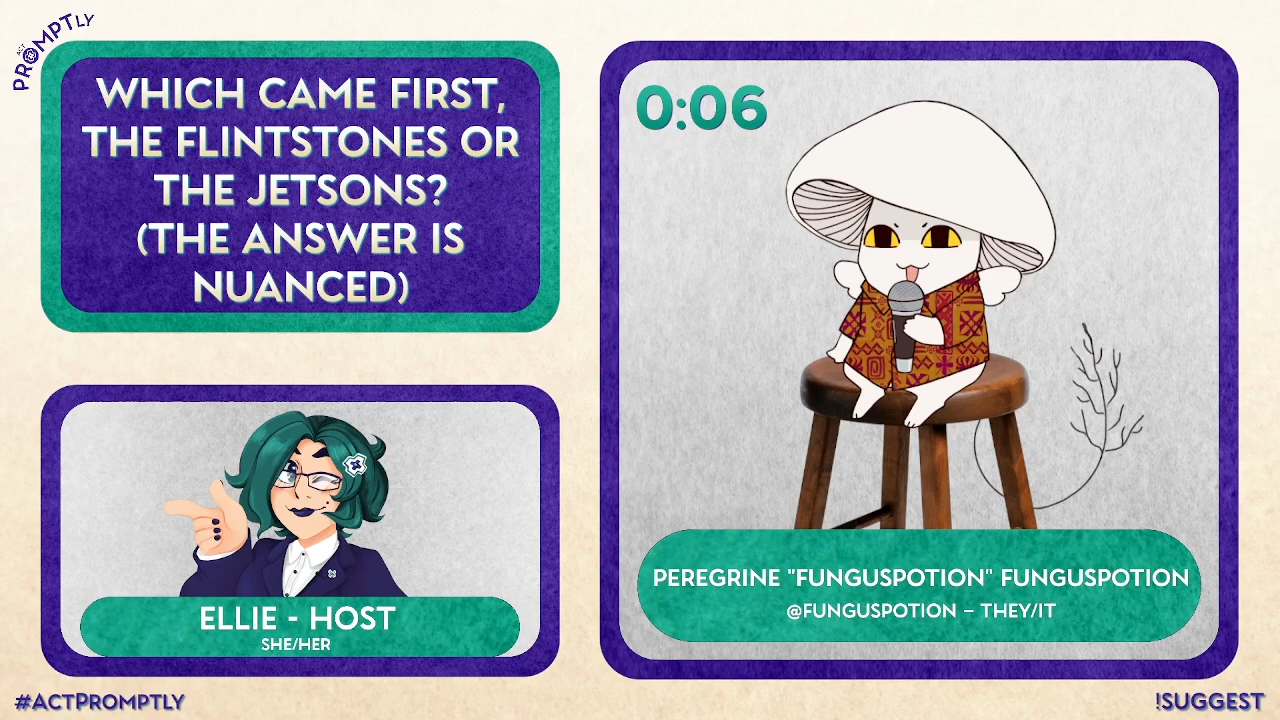 ACT
PROMPTLY
WHICH CAME FIRST,
THE FLINTSTONES OR
THE JETSONS?
(THE ANSWER IS
NUANCED)
0:06
ELLIE - HOST
SHE/HER
PEREGRINE "FUNGUSPOTION" FUNGUSPOTION
@FUNGUSPOTION – THEY/IT
#ACTPROMPTLY
!SUGGEST